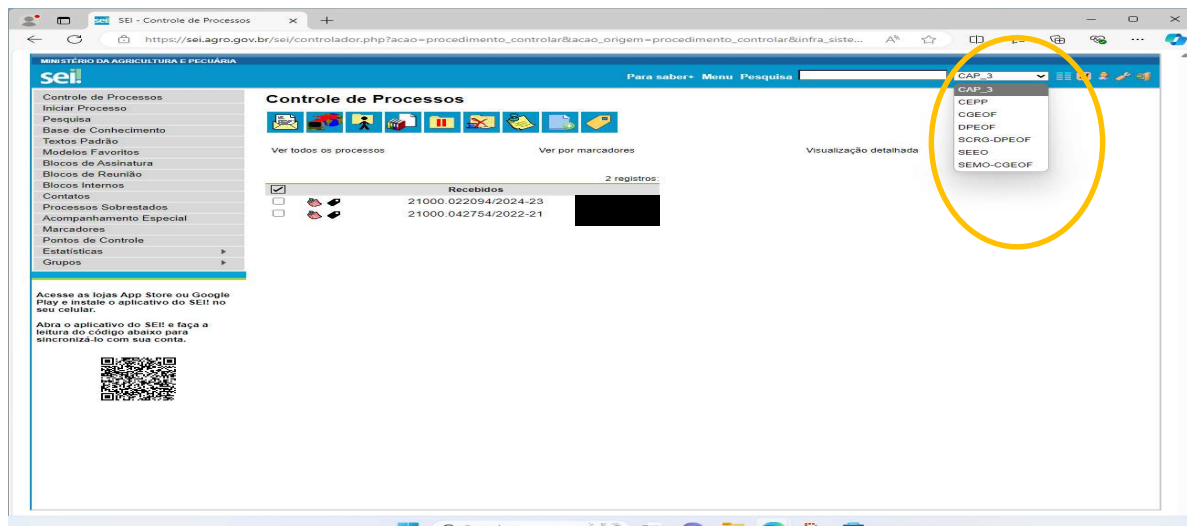 sei SEI - Controle de Processos
https://sei.agro.gov.br/sei/controlador.php?acao=procedimento_controlar&acao_origem=procedimento_controlar&infra_siste...
MINISTÉRIO DA AGRICULTURA E PECUÁRIA
sei!
Para saber+ Menu Pesquisa
CAP_3
CAP_3
CEPP
CGEOF
DPEOF
SCRG-DPEOF
SEEO
SEMO-CGEOF
Controle de Processos
Iniciar Processo
Pesquisa
Base de Conhecimento
Textos Padrão
Modelos Favoritos
Blocos de Assinatura
Blocos de Reunião
Blocos Internos
Contatos
Processos Sobrestados
Acompanhamento Especial
Marcadores
Pontos de Controle
Estatísticas
Grupos
Acesse as lojas App Store ou Google
Play e instale o aplicativo do SEI! no
seu celular.
Abra o aplicativo do SEI! e faça a
leitura do código abaixo para
sincronizá-lo com sua conta.
Controle de Processos
Ver todos os processos Ver por marcadores Visualização detalhada
2 registros:
Recebidos
21000.022094/2024-23
21000.042754/2022-21